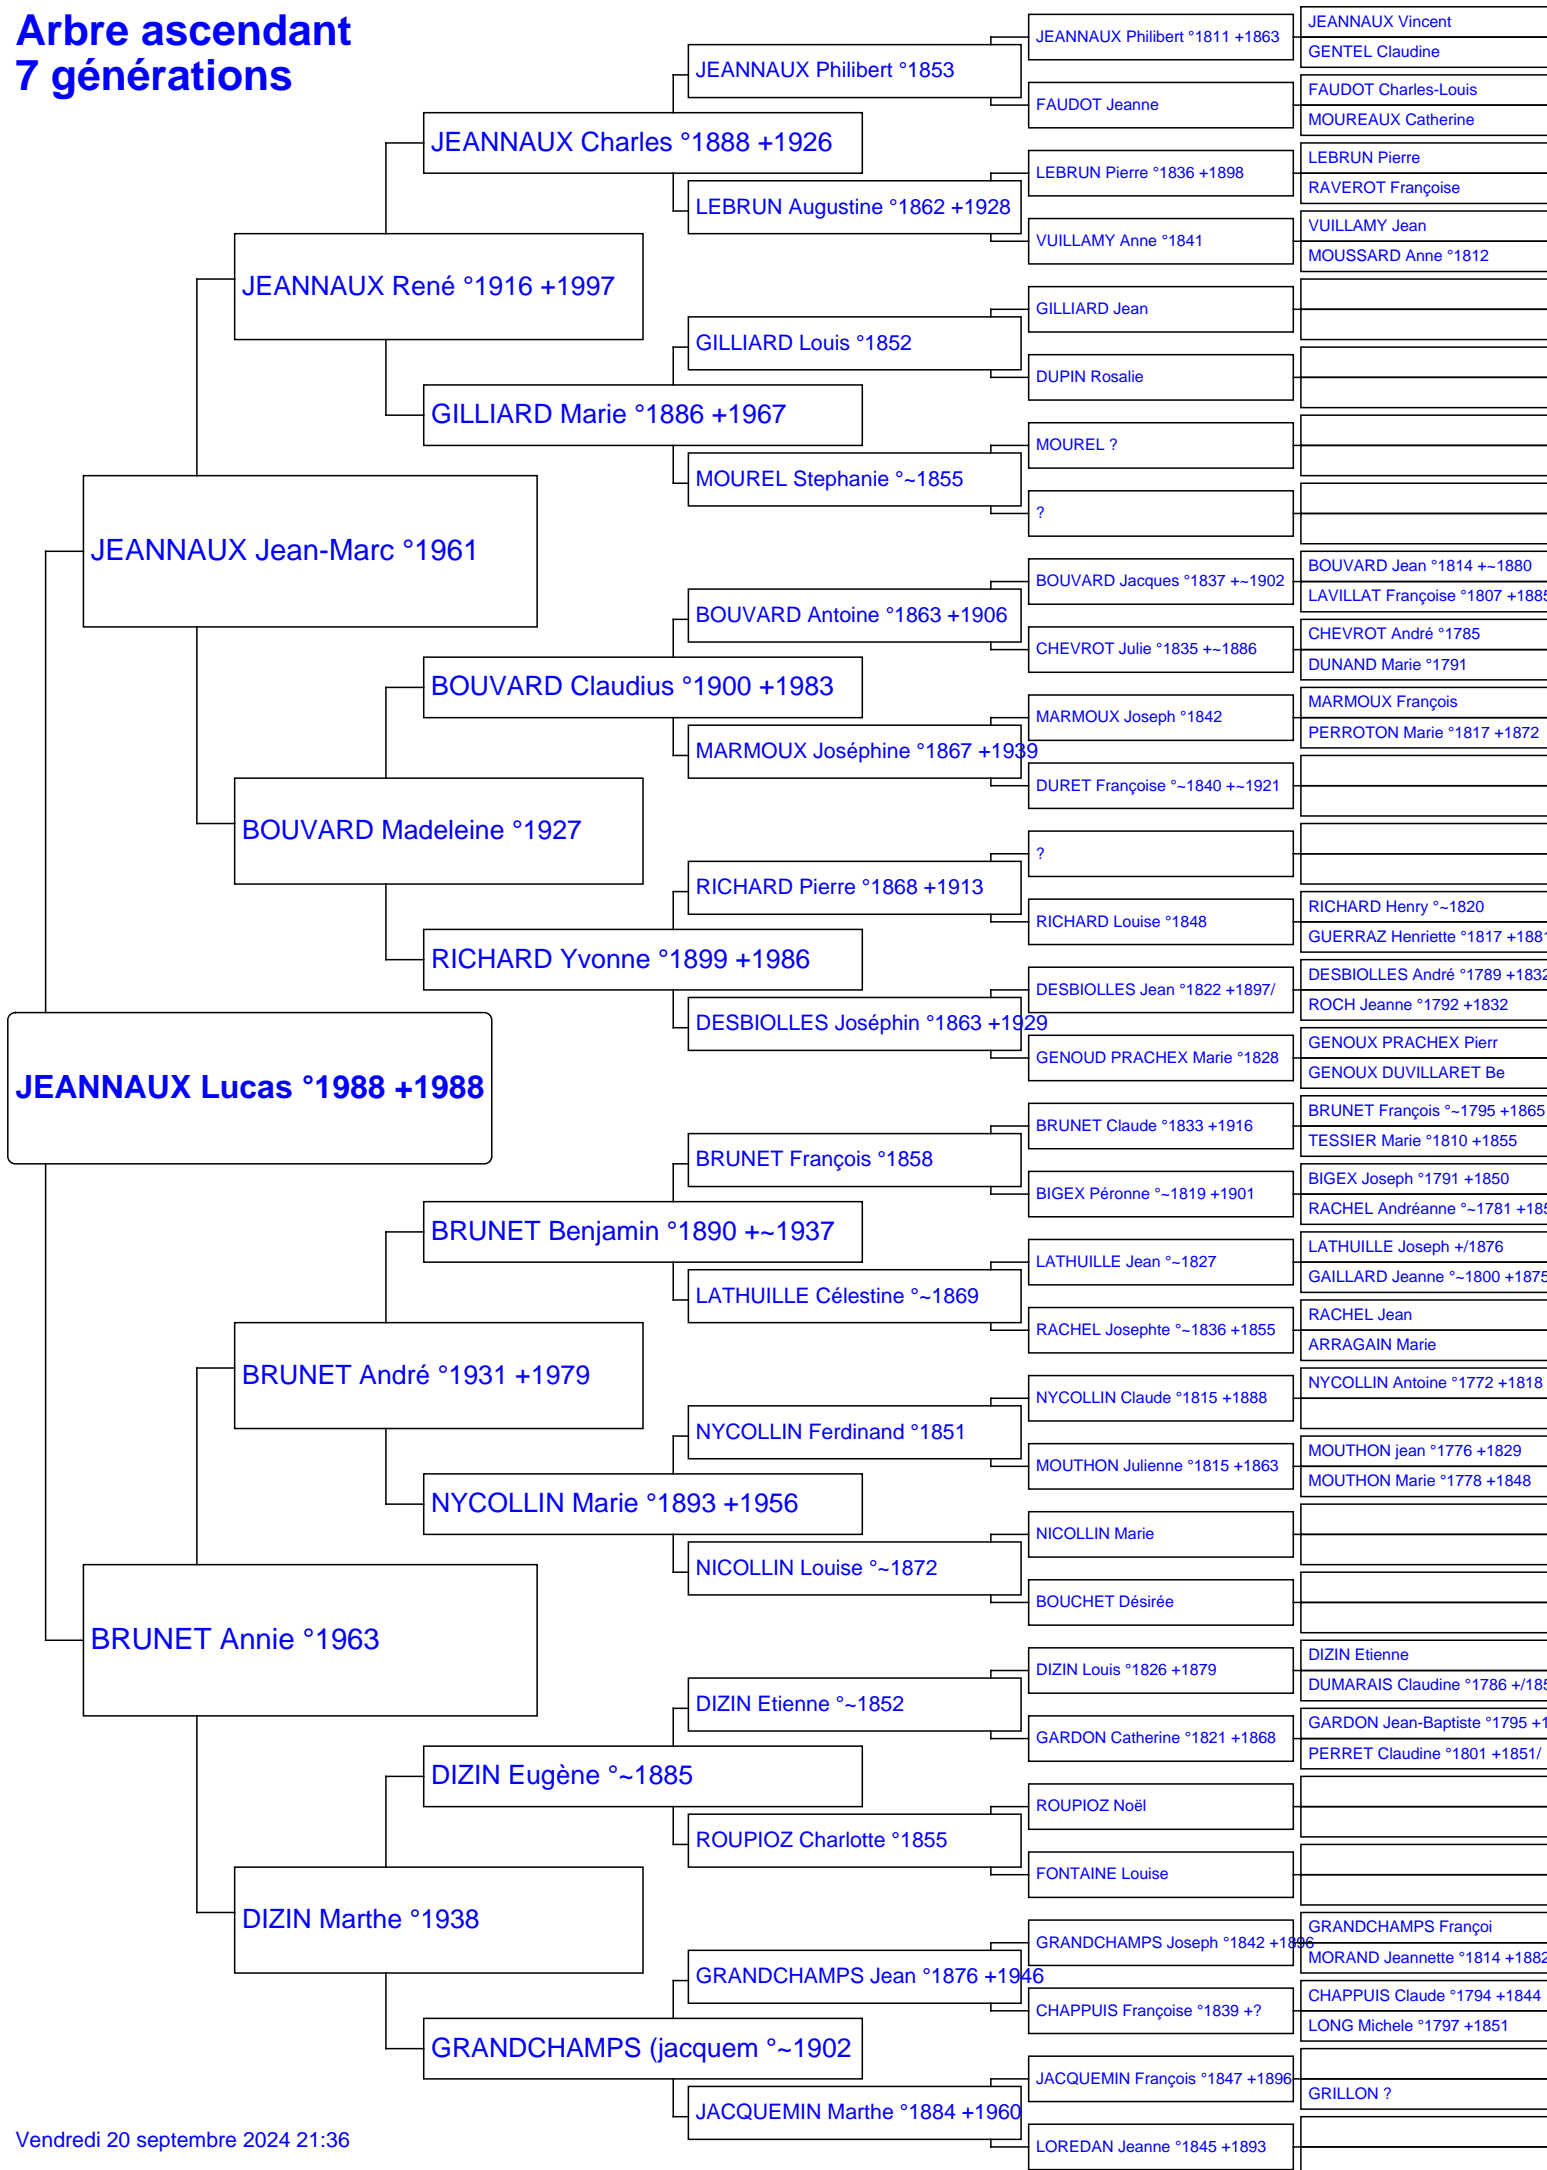 Arbre ascendant
7 générations
JEANNAUX Lucas °1988 +1988
JEANNAUX Jean-Marc °1961
BRUNET Annie °1963
JEANNAUX René °1916 +1997
BOUVARD Madeleine °1927
BRUNET André °1931 +1979
DIZIN Marthe °1938
JEANNAUX Charles °1888 +1926
GILLIARD Marie °1886 +1967
BOUVARD Claudius °1900 +1983
RICHARD Yvonne °1899 +1986
BRUNET Benjamin °1890 +~1937
NYCOLLIN Marie °1893 +1956
DIZIN Eugène °~1885
GRANDCHAMPS (jacquem °~1902
JEANNAUX Philibert °1853
LEBRUN Augustine °1862 +1928
GILLIARD Louis °1852
MOUREL Stephanie °~1855
BOUVARD Antoine °1863 +1906
MARMOUX Joséphine °1867 +1939
RICHARD Pierre °1868 +1913
DESBIOLLES Joséphin °1863 +1929
BRUNET François °1858
LATHUILLE Célestine °~1869
NYCOLLIN Ferdinand °1851
NICOLLIN Louise °~1872
DIZIN Etienne °~1852
ROUPIOZ Charlotte °1855
GRANDCHAMPS Jean °1876 +1946
JACQUEMIN Marthe °1884 +1960
JEANNAUX Philibert °1811 +1863
FAUDOT Jeanne
LEBRUN Pierre °1836 +1898
VUILLAMY Anne °1841
GILLIARD Jean
DUPIN Rosalie
MOUREL ?
?
BOUVARD Jacques °1837 +~1902
CHEVROT Julie °1835 +~1886
MARMOUX Joseph °1842
DURET Françoise °~1840 +~1921
?
RICHARD Louise °1848
DESBIOLLES Jean °1822 +1897/
GENOUD PRACHEX Marie °1828
BRUNET Claude °1833 +1916
BIGEX Péronne °~1819 +1901
LATHUILLE Jean °~1827
RACHEL Josephte °~1836 +1855
NYCOLLIN Claude °1815 +1888
MOUTHON Julienne °1815 +1863
NICOLLIN Marie
BOUCHET Désirée
DIZIN Louis °1826 +1879
GARDON Catherine °1821 +1868
ROUPIOZ Noël
FONTAINE Louise
GRANDCHAMPS Joseph °1842 +1896
CHAPPUIS Françoise °1839 +?
JACQUEMIN François °1847 +1896
LOREDAN Jeanne °1845 +1893
JEANNAUX Vincent
GENTEL Claudine
FAUDOT Charles-Louis
MOUREAUX Catherine
LEBRUN Pierre
RAVEROT Françoise
VUILLAMY Jean
MOUSSARD Anne °1812
BOUVARD Jean °1814 +~1880
LAVILLAT Françoise °1807 +1885
CHEVROT André °1785
DUNAND Marie °1791
MARMOUX François
PERROTON Marie °1817 +1872
RICHARD Henry °~1820
GUERRAZ Henriette °1817 +1881
DESBIOLLES André °1789 +1832
ROCH Jeanne °1792 +1832
GENOUX PRACHEX Pierr
GENOUX DUVILLARET Be
BRUNET François °~1795 +1865
TESSIER Marie °1810 +1855
BIGEX Joseph °1791 +1850
RACHEL Andréanne °~1781 +185
LATHUILLE Joseph +/1876
GAILLARD Jeanne °~1800 +1875
RACHEL Jean
ARRAGAIN Marie
NYCOLLIN Antoine °1772 +1818
MOUTHON jean °1776 +1829
MOUTHON Marie °1778 +1848
DIZIN Etienne
DUMARAIS Claudine °1786 +/185
GARDON Jean-Baptiste °1795 +1
PERRET Claudine °1801 +1851/
GRANDCHAMPS Françoi
MORAND Jeannette °1814 +1882
CHAPPUIS Claude °1794 +1844
LONG Michele °1797 +1851
GRILLON ?
Vendredi 20 septembre 2024 21:36